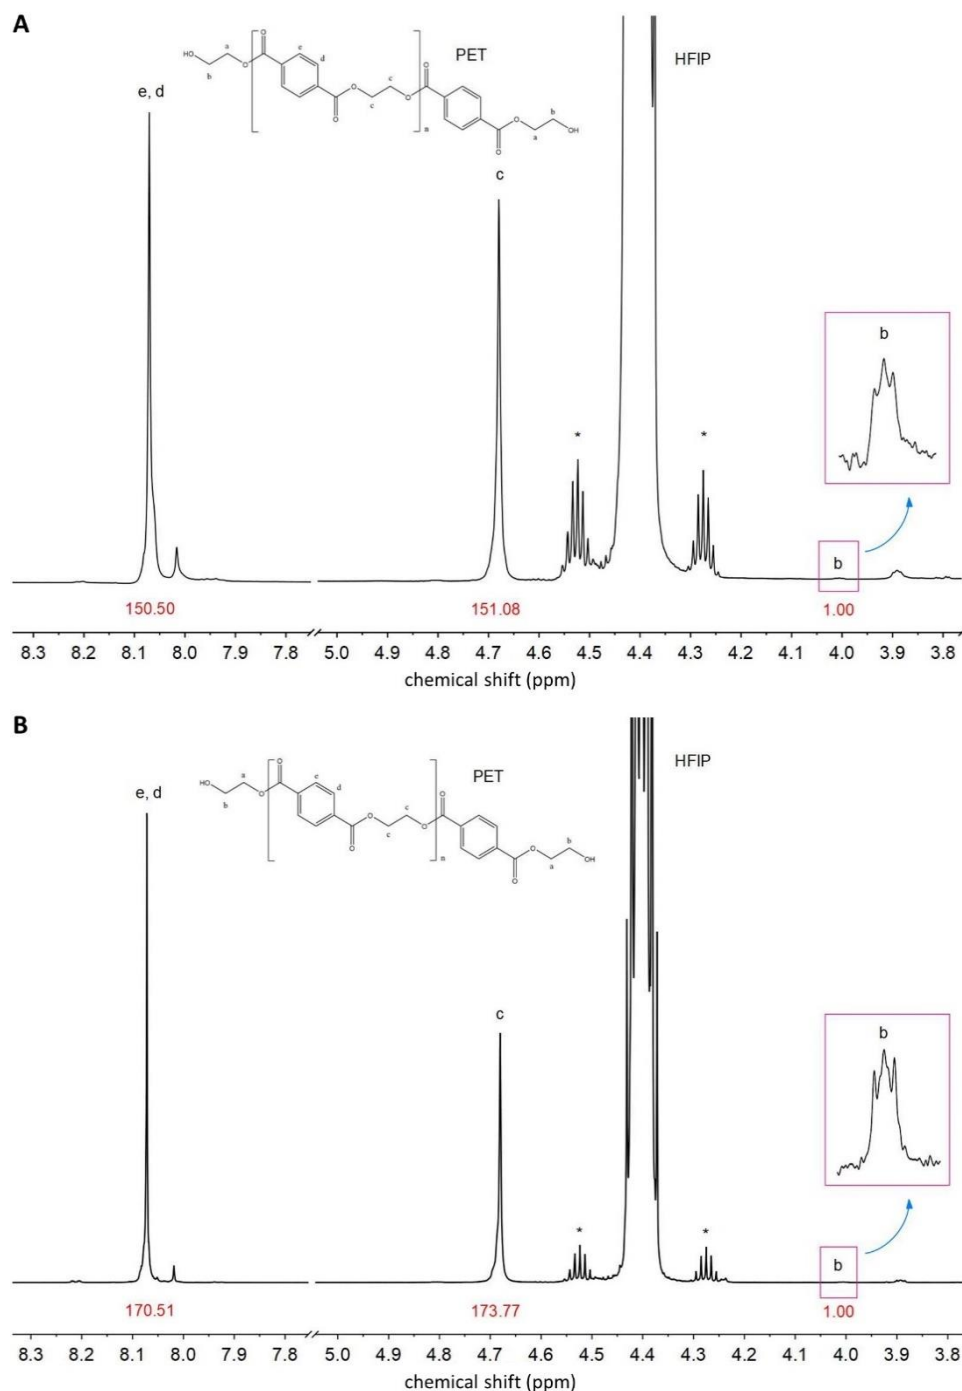 A
PET
HFIP
HO
a
b
O
O
e
d
O
O
c
c
O
n
O
b
OH
O
a
O
e, d
c
*
*
b
b
150.50
151.08
1.00
8.3 8.2 8.1 8.0 7.9 7.8 5.0 4.8 4.7 4.6 4.5 4.4 4.3 4.2 4.1 4.0 3.9 3.8
chemical shift (ppm)
B
PET
HFIP
HO
a
b
O
O
e
d
O
O
c
c
O
n
O
b
OH
O
a
O
e, d
c
*
*
b
b
170.51
173.77
1.00
8.3 8.2 8.1 8.0 7.9 7.8 5.0 4.8 4.7 4.6 4.5 4.4 4.3 4.2 4.1 4.0 3.9 3.8
chemical shift (ppm)